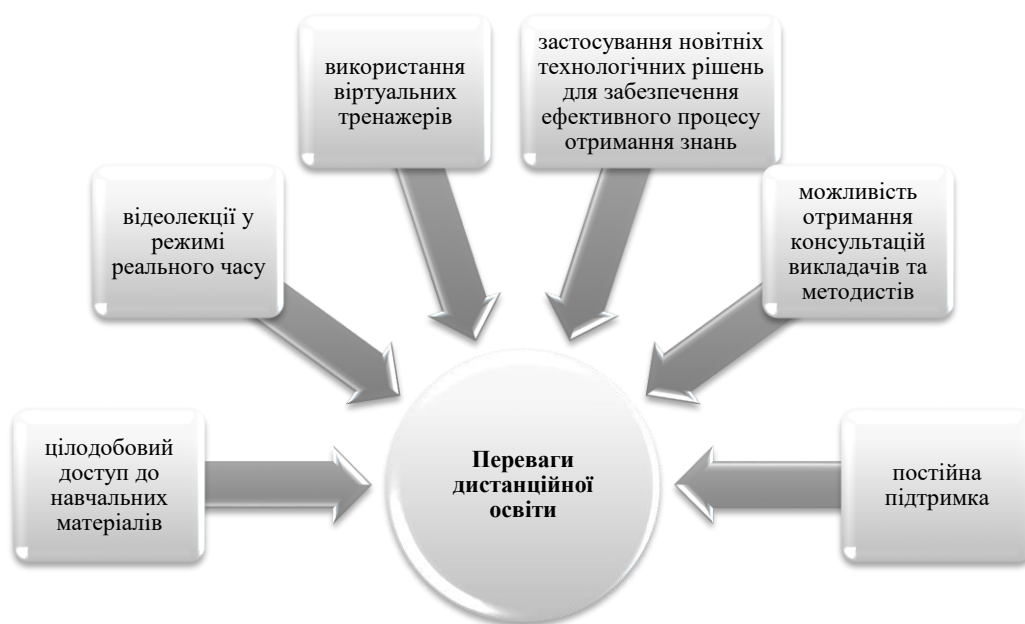 використання
віртуальних
тренажерів
застосування новітніх
технологічних рішень
для забезпечення
ефективного процесу
отримання знань
відеолекції у
режимі
реального часу
можливість
отримання
консультацій
викладачів та
методистів
цілодобовий
доступ до
навчальних
матеріалів
Переваги
дистанційної
освіти
постійна
підтримка